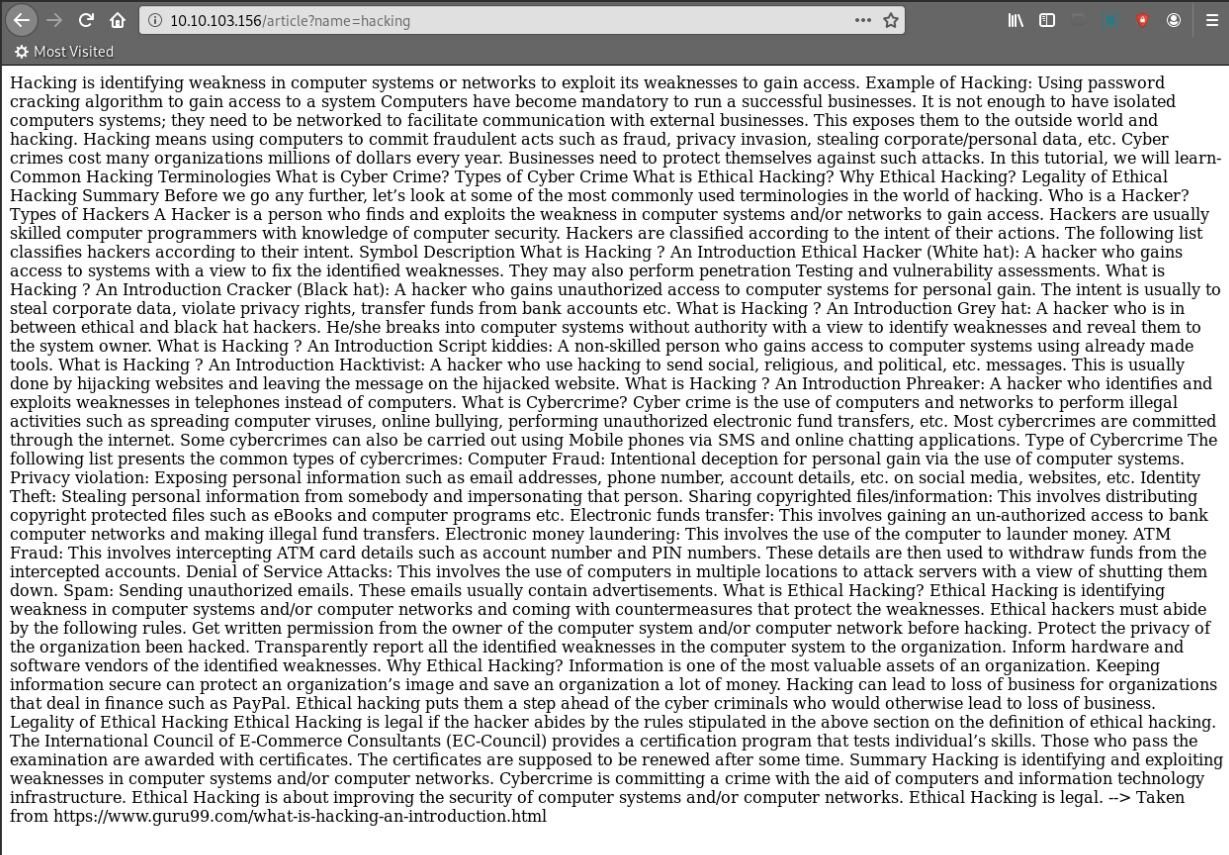 10.10.103.156/article?name=hacking
Most Visited
Hacking is identifying weakness in computer systems or networks to exploit its weaknesses to gain access. Example of Hacking: Using password
cracking algorithm to gain access to a system Computers have become mandatory to run a successful businesses. It is not enough to have isolated
computers systems; they need to be networked to facilitate communication with external businesses. This exposes them to the outside world and
hacking. Hacking means using computers to commit fraudulent acts such as fraud, privacy invasion, stealing corporate/personal data, etc. Cyber
crimes cost many organizations millions of dollars every year. Businesses need to protect themselves against such attacks. In this tutorial, we will learn-
Common Hacking Terminologies What is Cyber Crime? Types of Cyber Crime What is Ethical Hacking? Why Ethical Hacking? Legality of Ethical
Hacking Summary Before we go any further, let’s look at some of the most commonly used terminologies in the world of hacking. Who is a Hacker?
Types of Hackers A Hacker is a person who finds and exploits the weakness in computer systems and/or networks to gain access. Hackers are usually
skilled computer programmers with knowledge of computer security. Hackers are classified according to the intent of their actions. The following list
classifies hackers according to their intent. Symbol Description What is Hacking ? An Introduction Ethical Hacker (White hat): A hacker who gains
access to systems with a view to fix the identified weaknesses. They may also perform penetration Testing and vulnerability assessments. What is
Hacking ? An Introduction Cracker (Black hat): A hacker who gains unauthorized access to computer systems for personal gain. The intent is usually to
steal corporate data, violate privacy rights, transfer funds from bank accounts etc. What is Hacking ? An Introduction Grey hat: A hacker who is in
between ethical and black hat hackers. He/she breaks into computer systems without authority with a view to identify weaknesses and reveal them to
the system owner. What is Hacking ? An Introduction Script kiddies: A non-skilled person who gains access to computer systems using already made
tools. What is Hacking ? An Introduction Hacktivist: A hacker who use hacking to send social, religious, and political, etc. messages. This is usually
done by hijacking websites and leaving the message on the hijacked website. What is Hacking ? An Introduction Phreaker: A hacker who identifies and
exploits weaknesses in telephones instead of computers. What is Cybercrime? Cyber crime is the use of computers and networks to perform illegal
activities such as spreading computer viruses, online bullying, performing unauthorized electronic fund transfers, etc. Most cybercrimes are committed
through the internet. Some cybercrimes can also be carried out using Mobile phones via SMS and online chatting applications. Type of Cybercrime The
following list presents the common types of cybercrimes: Computer Fraud: Intentional deception for personal gain via the use of computer systems.
Privacy violation: Exposing personal information such as email addresses, phone number, account details, etc. on social media, websites, etc. Identity
Theft: Stealing personal information from somebody and impersonating that person. Sharing copyrighted files/information: This involves distributing
copyright protected files such as eBooks and computer programs etc. Electronic funds transfer: This involves gaining an un-authorized access to bank
computer networks and making illegal fund transfers. Electronic money laundering: This involves the use of the computer to launder money. ATM
Fraud: This involves intercepting ATM card details such as account number and PIN numbers. These details are then used to withdraw funds from the
intercepted accounts. Denial of Service Attacks: This involves the use of computers in multiple locations to attack servers with a view of shutting them
down. Spam: Sending unauthorized emails. These emails usually contain advertisements. What is Ethical Hacking? Ethical Hacking is identifying
weakness in computer systems and/or computer networks and coming with countermeasures that protect the weaknesses. Ethical hackers must abide
by the following rules. Get written permission from the owner of the computer system and/or computer network before hacking. Protect the privacy of
the organization been hacked. Transparently report all the identified weaknesses in the computer system to the organization. Inform hardware and
software vendors of the identified weaknesses. Why Ethical Hacking? Information is one of the most valuable assets of an organization. Keeping
information secure can protect an organization’s image and save an organization a lot of money. Hacking can lead to loss of business for organizations
that deal in finance such as PayPal. Ethical hacking puts them a step ahead of the cyber criminals who would otherwise lead to loss of business.
Legality of Ethical Hacking Ethical Hacking is legal if the hacker abides by the rules stipulated in the above section on the definition of ethical hacking.
The International Council of E-Commerce Consultants (EC-Council) provides a certification program that tests individual’s skills. Those who pass the
examination are awarded with certificates. The certificates are supposed to be renewed after some time. Summary Hacking is identifying and exploiting
weaknesses in computer systems and/or computer networks. Cybercrime is committing a crime with the aid of computers and information technology
infrastructure. Ethical Hacking is about improving the security of computer systems and/or computer networks. Ethical Hacking is legal. --> Taken
from https://www.guru99.com/what-is-hacking-an-introduction.html